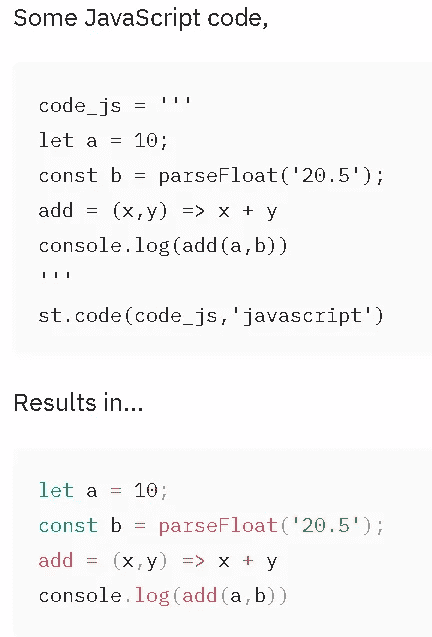 Some JavaScript code,
code_js = '''
let a = 10;
const b = parseFloat('20.5');
add = (x,y) => x + y
console.log(add(a,b))
'''
st.code(code_js,'javascript')
Results in...
let a = 10;
const b = parseFloat('20.5');
add = (x,y) => x + y
console.log(add(a,b))